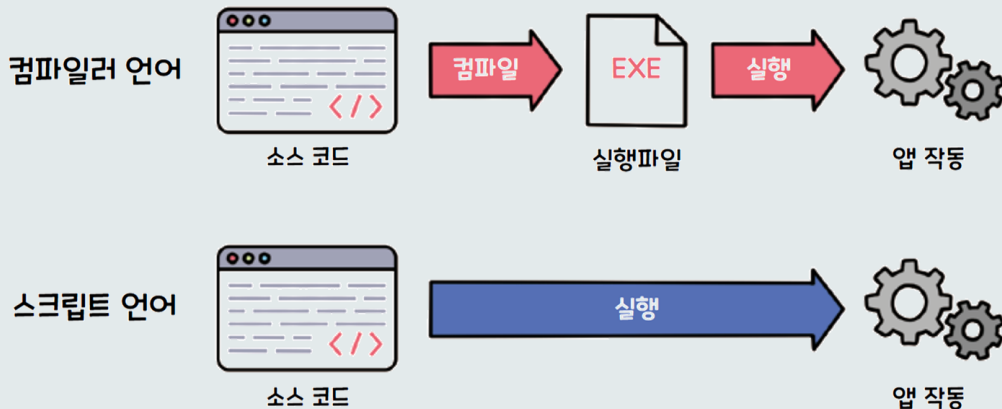 컴파일러 언어
</>
컴파일
EXE
실행
소스 코드
실행파일
앱 작동
스크립트 언어
</>
실행
소스 코드
앱 작동